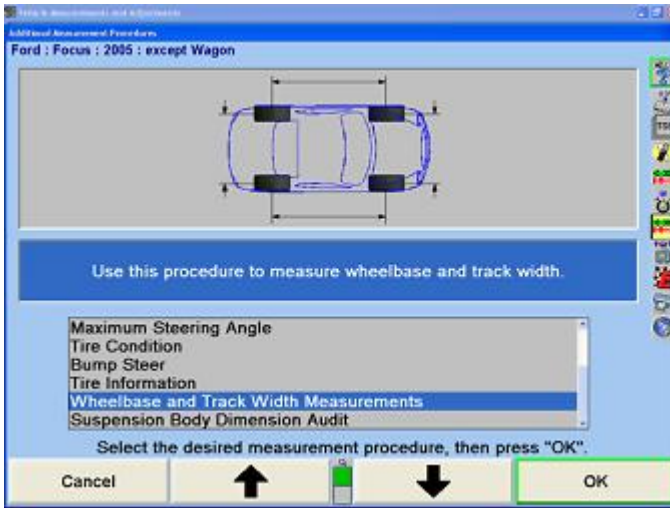 Additional Measurement Procedures
Ford : Focus : 2005 : except Wagon
Use this procedure to measure wheelbase and track width.
Maximum Steering Angle
Tire Condition
Bump Steer
Tire Information
Wheelbase and Track Width Measurements
Suspension Body Dimension Audit
Select the desired measurement procedure, then press "OK".
Cancel
OK